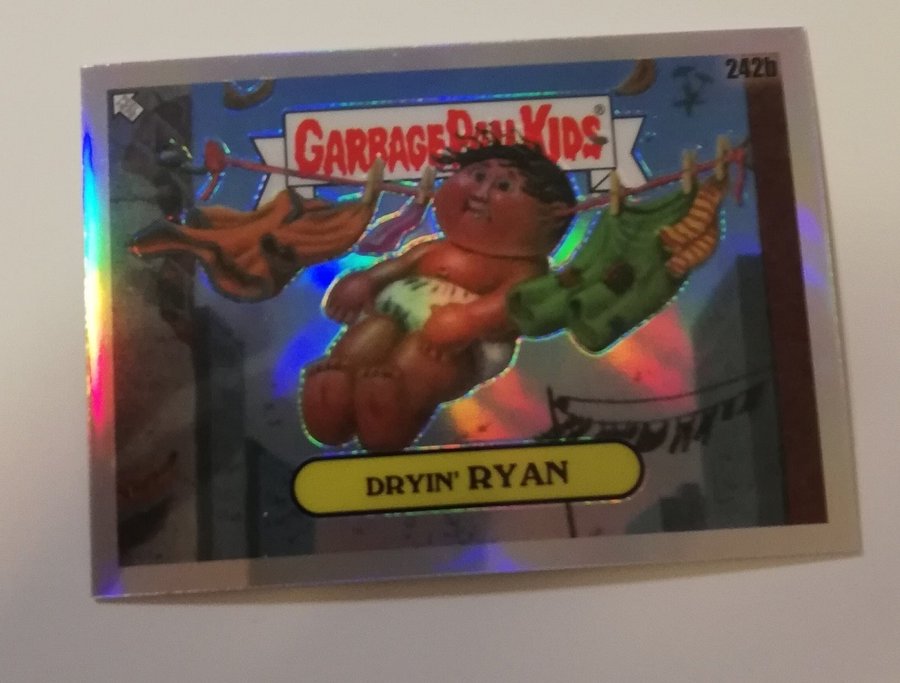 242b
GARBAGE PAIL KIDS®
DRYIN' RYAN